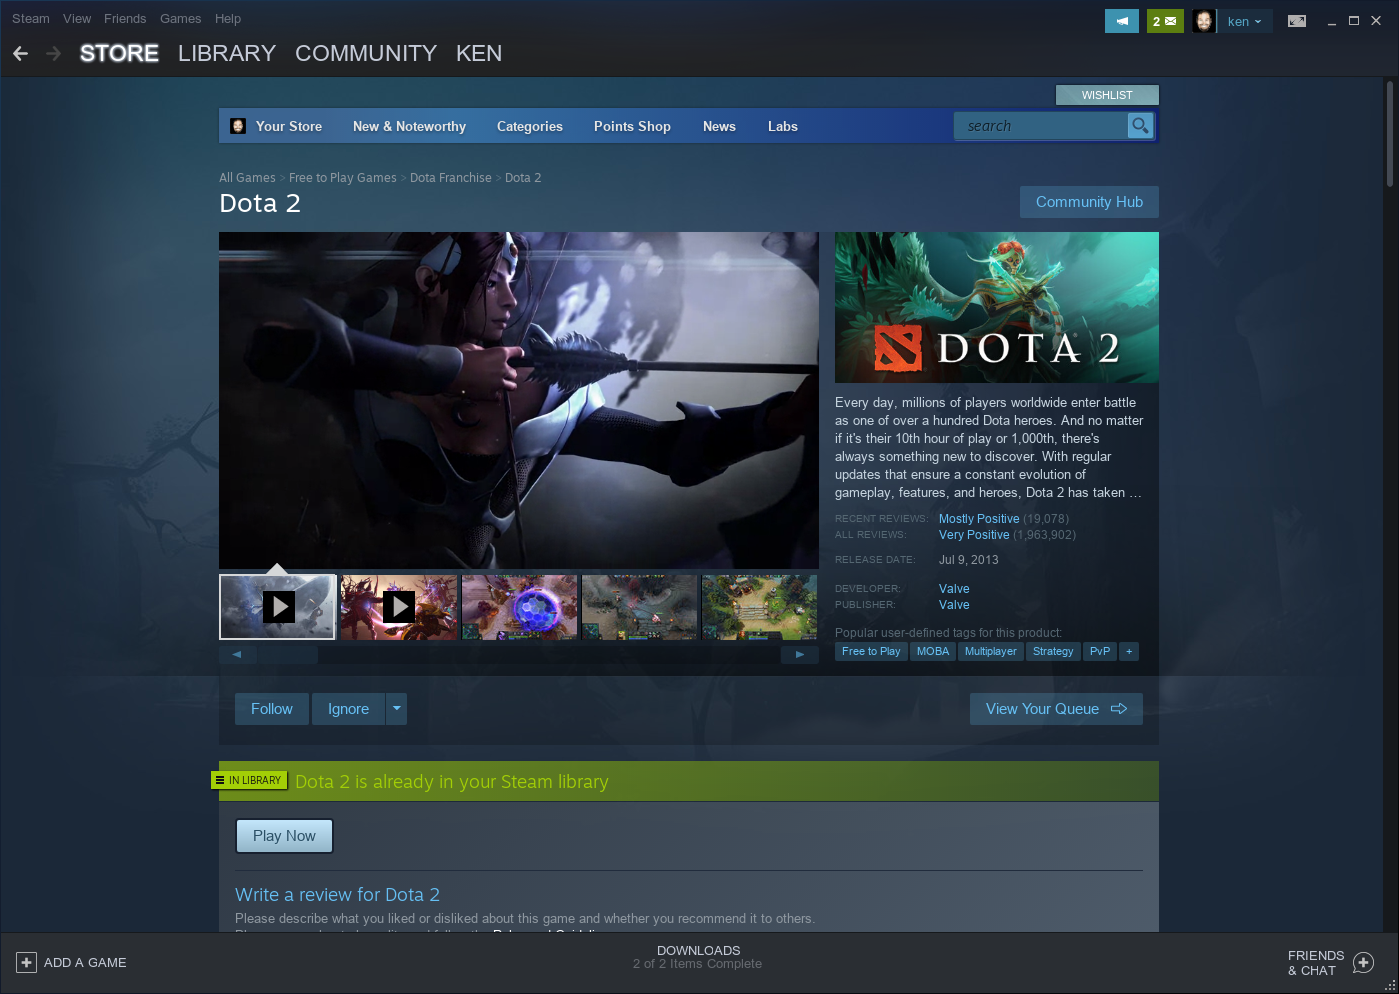 Steam View Friends Games Help
2 ken
STORE LIBRARY COMMUNITY KEN
WISHLIST
Your Store New & Noteworthy Categories Points Shop News Labs search
All Games > Free to Play Games > Dota Franchise > Dota 2
Dota 2
Community Hub
DOTA 2
Every day, millions of players worldwide enter battle
as one of over a hundred Dota heroes. And no matter
if it's their 10th hour of play or 1,000th, there's
always something new to discover. With regular
updates that ensure a constant evolution of
gameplay, features, and heroes, Dota 2 has taken ...
RECENT REVIEWS: Mostly Positive (19,078)
ALL REVIEWS: Very Positive (1,963,902)
RELEASE DATE: Jul 9, 2013
DEVELOPER: Valve
PUBLISHER: Valve
Popular user-defined tags for this product:
Free to Play MOBA Multiplayer Strategy PvP +
Follow Ignore View Your Queue
IN LIBRARY Dota 2 is already in your Steam library
Play Now
Write a review for Dota 2
Please describe what you liked or disliked about this game and whether you recommend it to others.
ADD A GAME
DOWNLOADS
2 of 2 Items Complete
FRIENDS
& CHAT